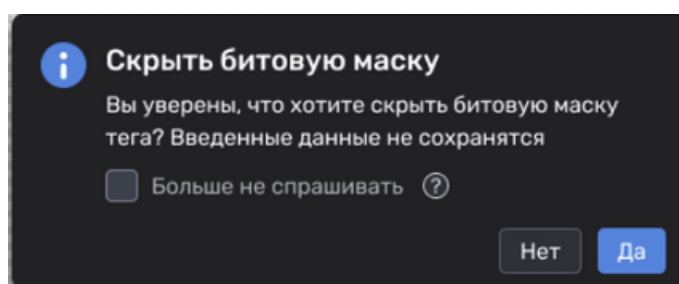 Скрыть битовую маску
Вы уверены, что хотите скрыть битовую маску
тега? Введенные данные не сохранятся
Больше не спрашивать
Нет Да